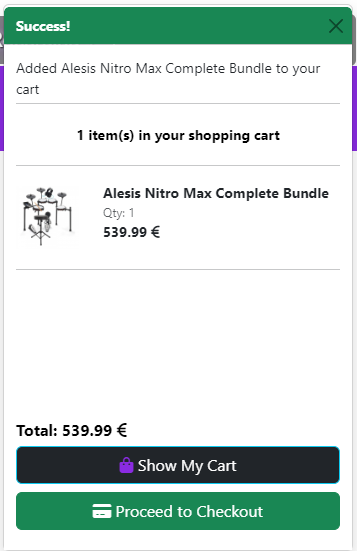 Success!
Added Alesis Nitro Max Complete Bundle to your
cart
1 item(s) in your shopping cart
Alesis Nitro Max Complete Bundle
Qty: 1
539.99 €
Total: 539.99 €
Show My Cart
Proceed to Checkout